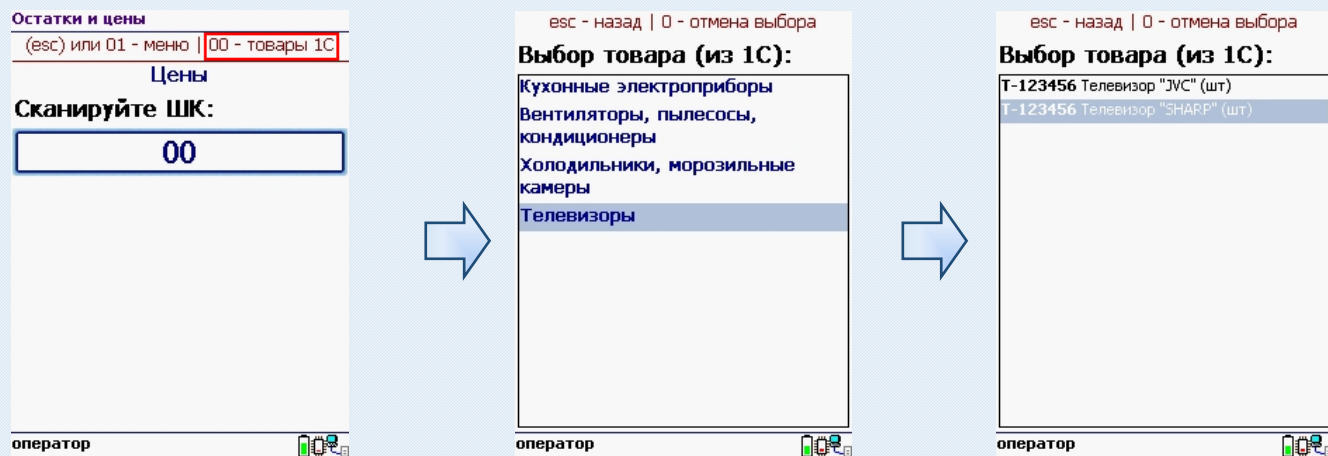 Остатки и цены
(esc) или 01 - меню | 00 - товары 1С
Цены
Сканируйте ШК:
00
оператор
esc - назад | 0 - отмена выбора
Выбор товара (из 1С):
Кухонные электроприборы
Вентиляторы, пылесосы,
кондиционеры
Холодильники, морозильные
камеры
Телевизоры
оператор
esc - назад | 0 - отмена выбора
Выбор товара (из 1С):
Т-123456 Телевизор "JVC" (шт)
Т-123456 Телевизор "SHARP" (шт)
оператор